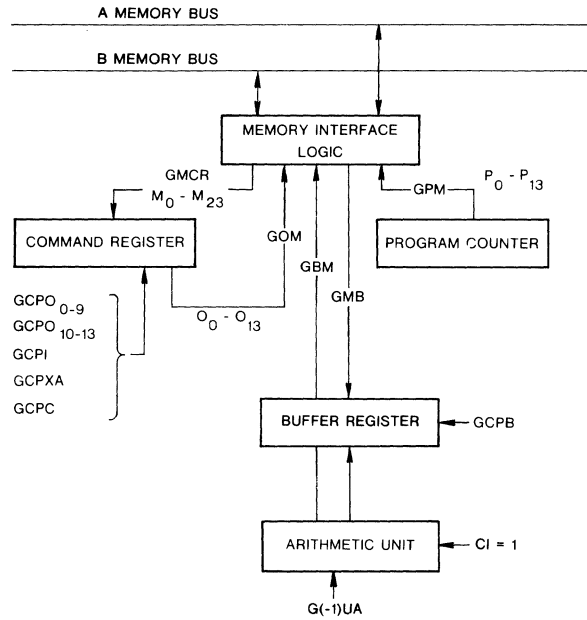 A MEMORY BUS
B MEMORY BUS
MEMORY INTERFACE
LOGIC
GMCR
M0 - M23
P0 - P13
GPM
COMMAND REGISTER
GOM
PROGRAM COUNTER
GBM
GMB
GCPO0-9
O0 - O13
GCPO10-13
GCPI
GCPXA
GCPC
BUFFER REGISTER
GCPB
ARITHMETIC UNIT
CI = 1
G(-1)UA